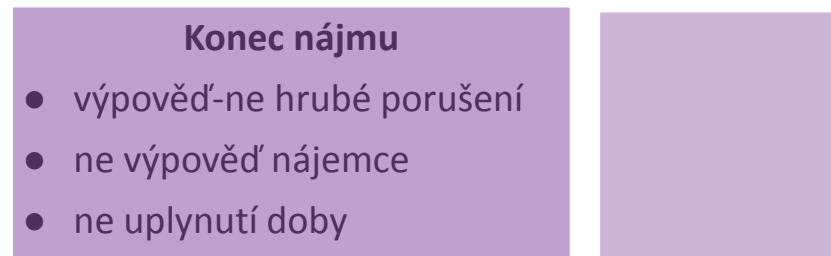 Konec nájmu
● výpověď-ne hrubé porušení
● ne výpověď nájemce
● ne uplynutí doby